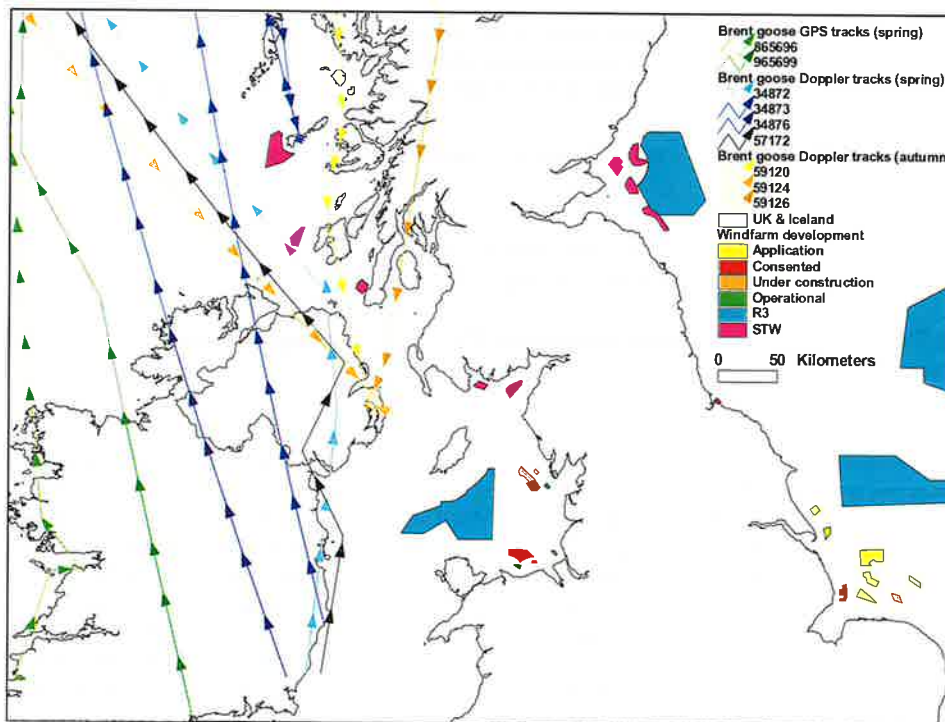 Brent goose GPS tracks (spring)
865696
965699
Brent goose Doppler tracks (spring)
34872
34873
34876
57172
Brent goose Doppler tracks (autumn
59120
59124
59126
UK & Iceland
Windfarm development
Application
Consented
Under construction
Operational
R3
STW
0 50 Kilometers